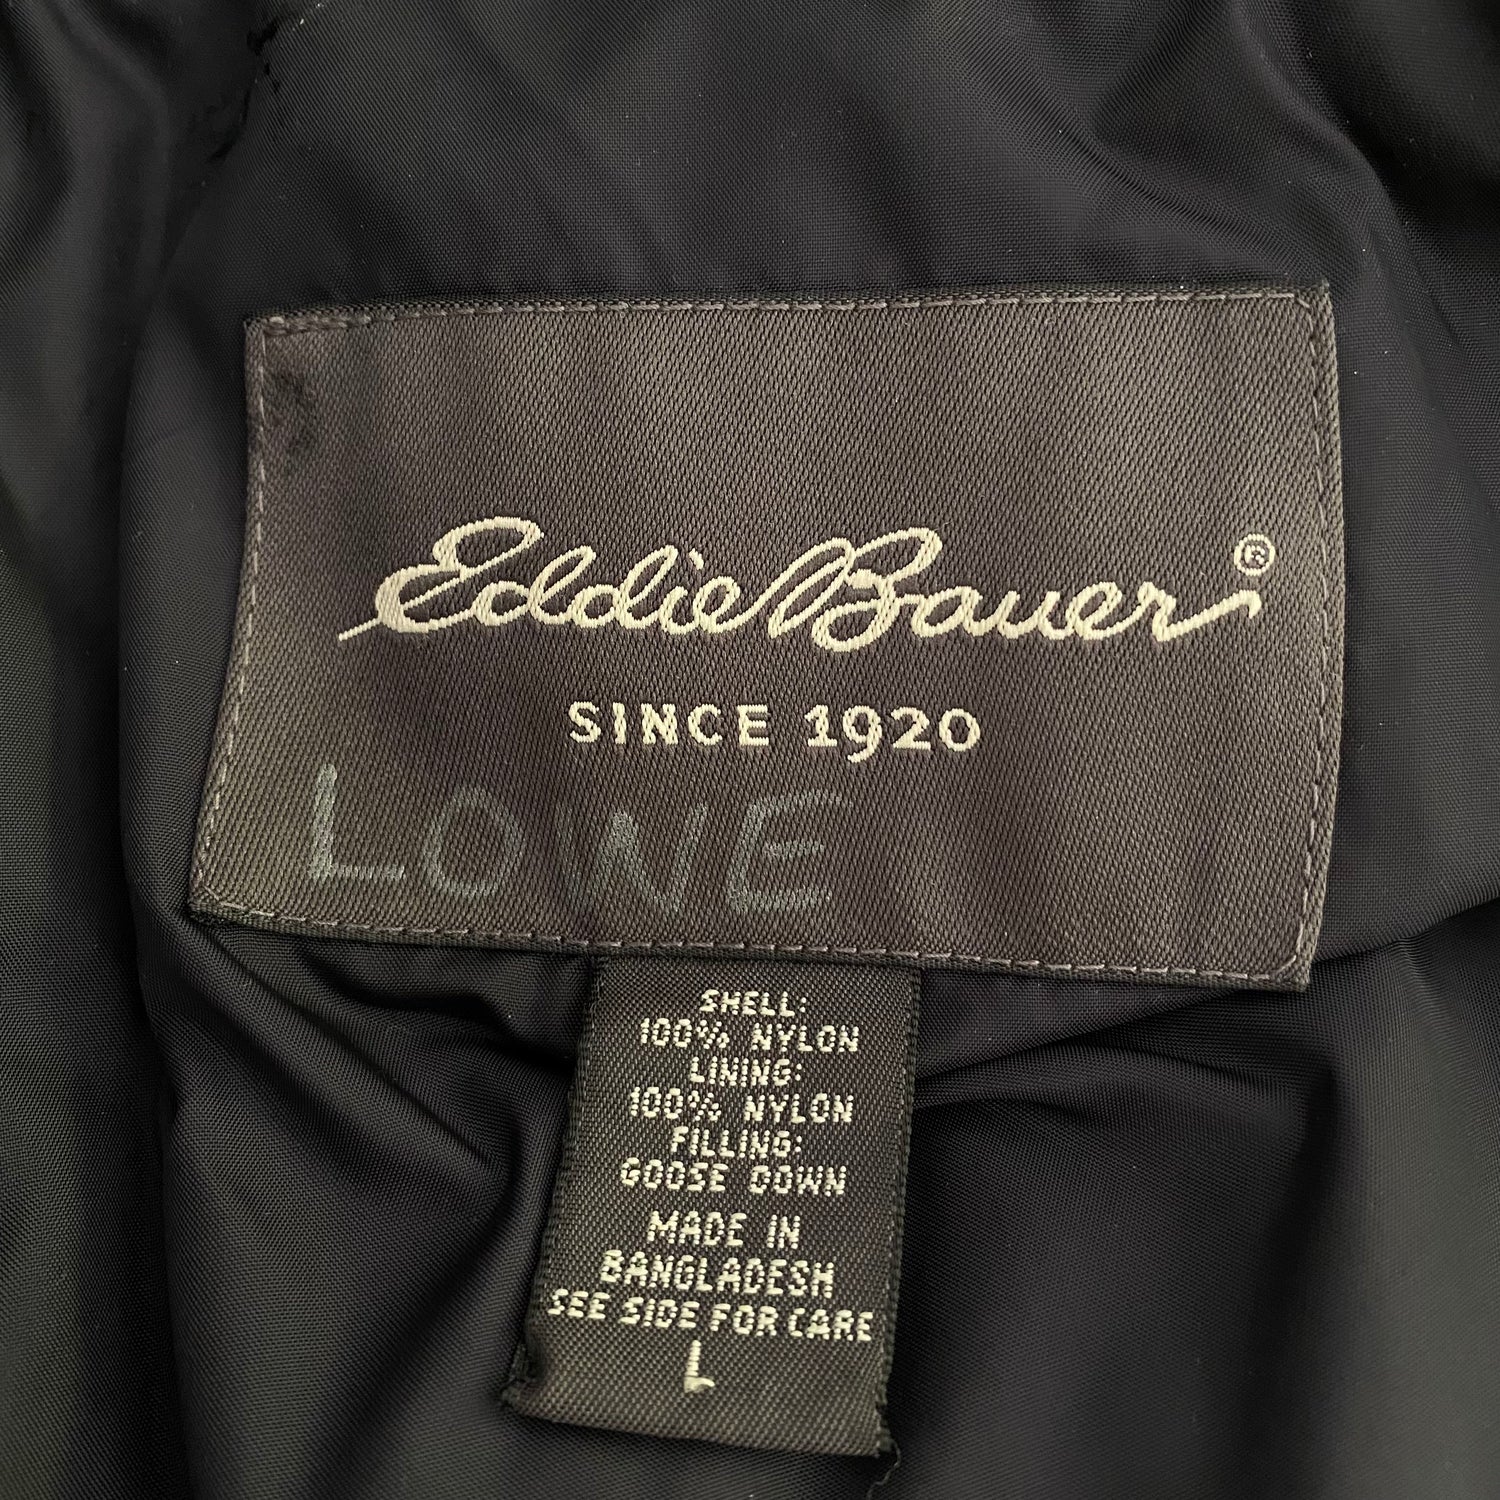 Eddie Bauer®
SINCE 1920
LOWE
SHELL:
100% NYLON
LINING:
100% NYLON
FILLING:
GOOSE DOWN
MADE IN
BANGLADESH
SEE SIDE FOR CARE
L